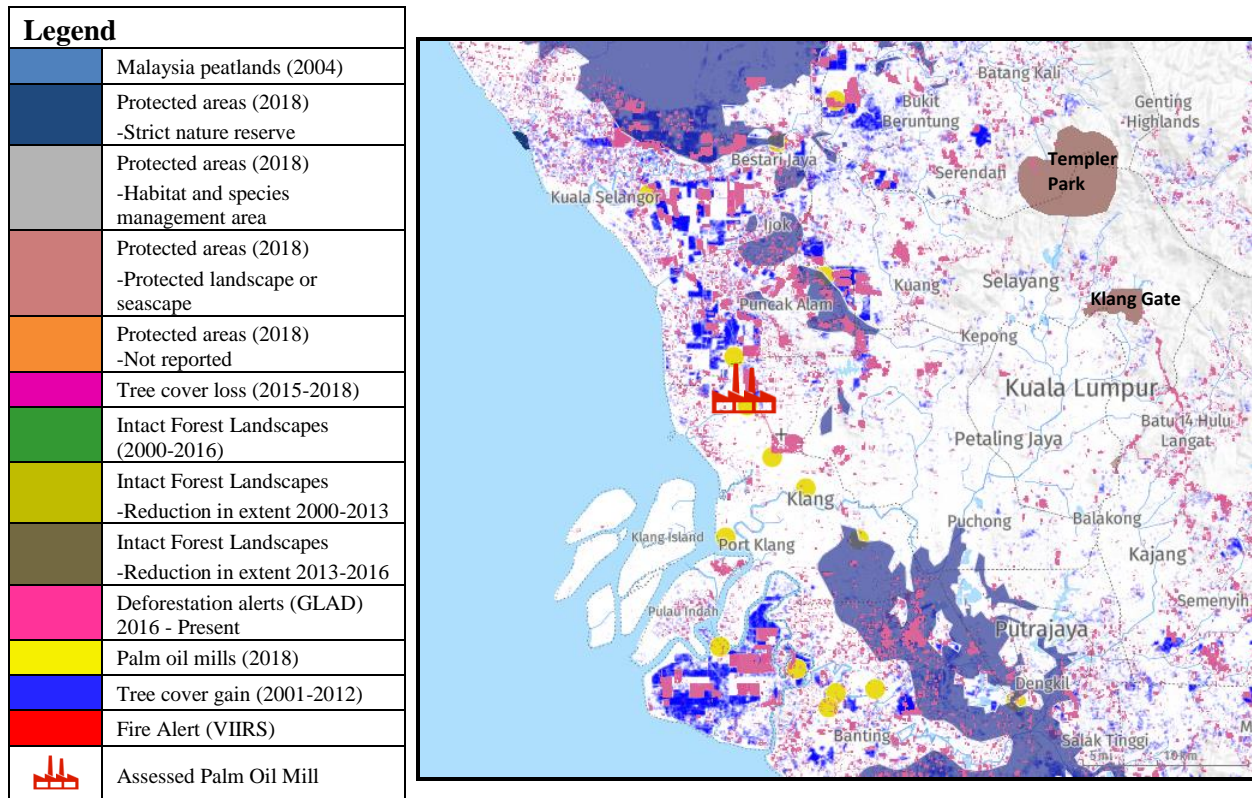 Legend
Malaysia peatlands (2004)
Protected areas (2018)
-Strict nature reserve
Protected areas (2018)
-Habitat and species
management area
Protected areas (2018)
-Protected landscape or
seascape
Protected areas (2018)
-Not reported
Tree cover loss (2015-2018)
Intact Forest Landscapes
(2000-2016)
Intact Forest Landscapes
-Reduction in extent 2000-2013
Intact Forest Landscapes
-Reduction in extent 2013-2016
Deforestation alerts (GLAD)
2016 - Present
Palm oil mills (2018)
Tree cover gain (2001-2012)
Fire Alert (VIIRS)
Assessed Palm Oil Mill
Batang Kali
Bukit
Beruntung
Genting
Highlands
Bestari Jaya
Templer
Park
Serendah
Kuala Selangor
Ijok
Kuang
Selayang
Puncak Alam
Klang Gate
Kepong
Kuala Lumpur
Batu 14 Hulu
Langat
Petaling Jaya
Klang
Puchong
Balakong
Klang Island
Port Klang
Kajang
Pulau Indah
Semenyih
Putrajaya
Dengkil
Banting
Salak Tinggi
M
5 mi
10 km